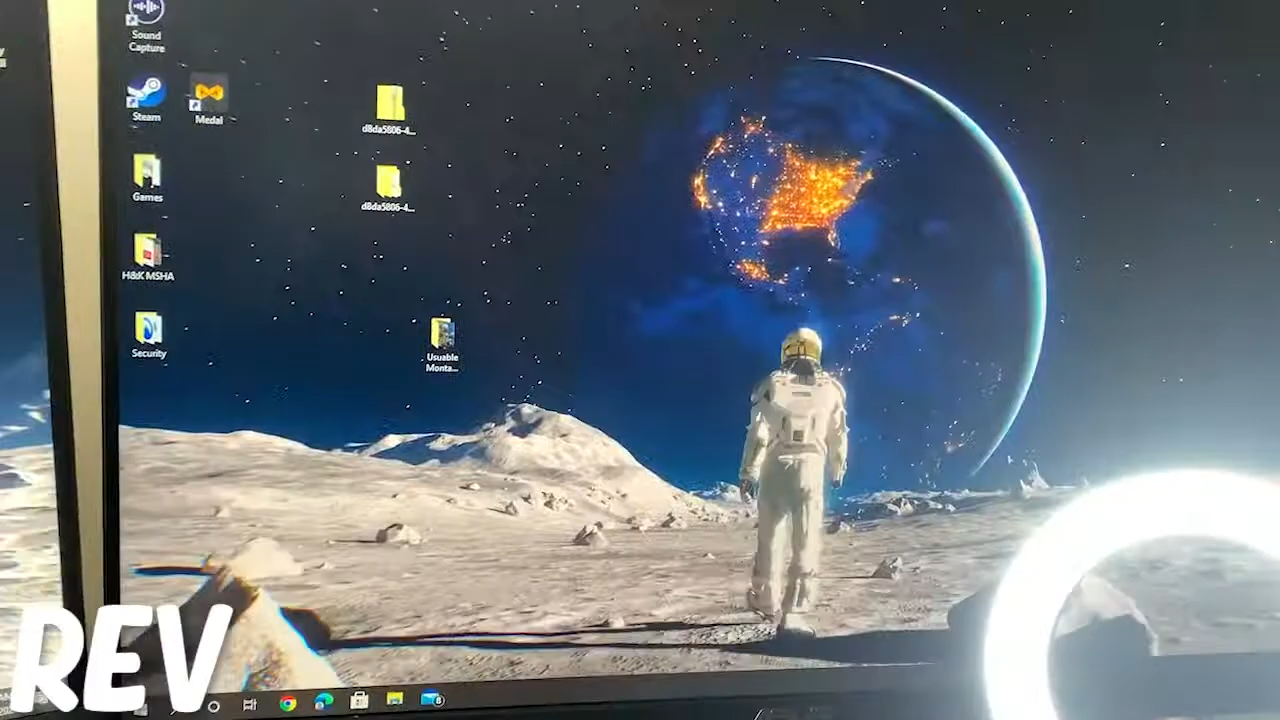 Sound
Capture
Steam
Medal
d8da5806-4...
Games
d8da5806-4...
H&K MSHA
Security
Usuable
Monta...
REV